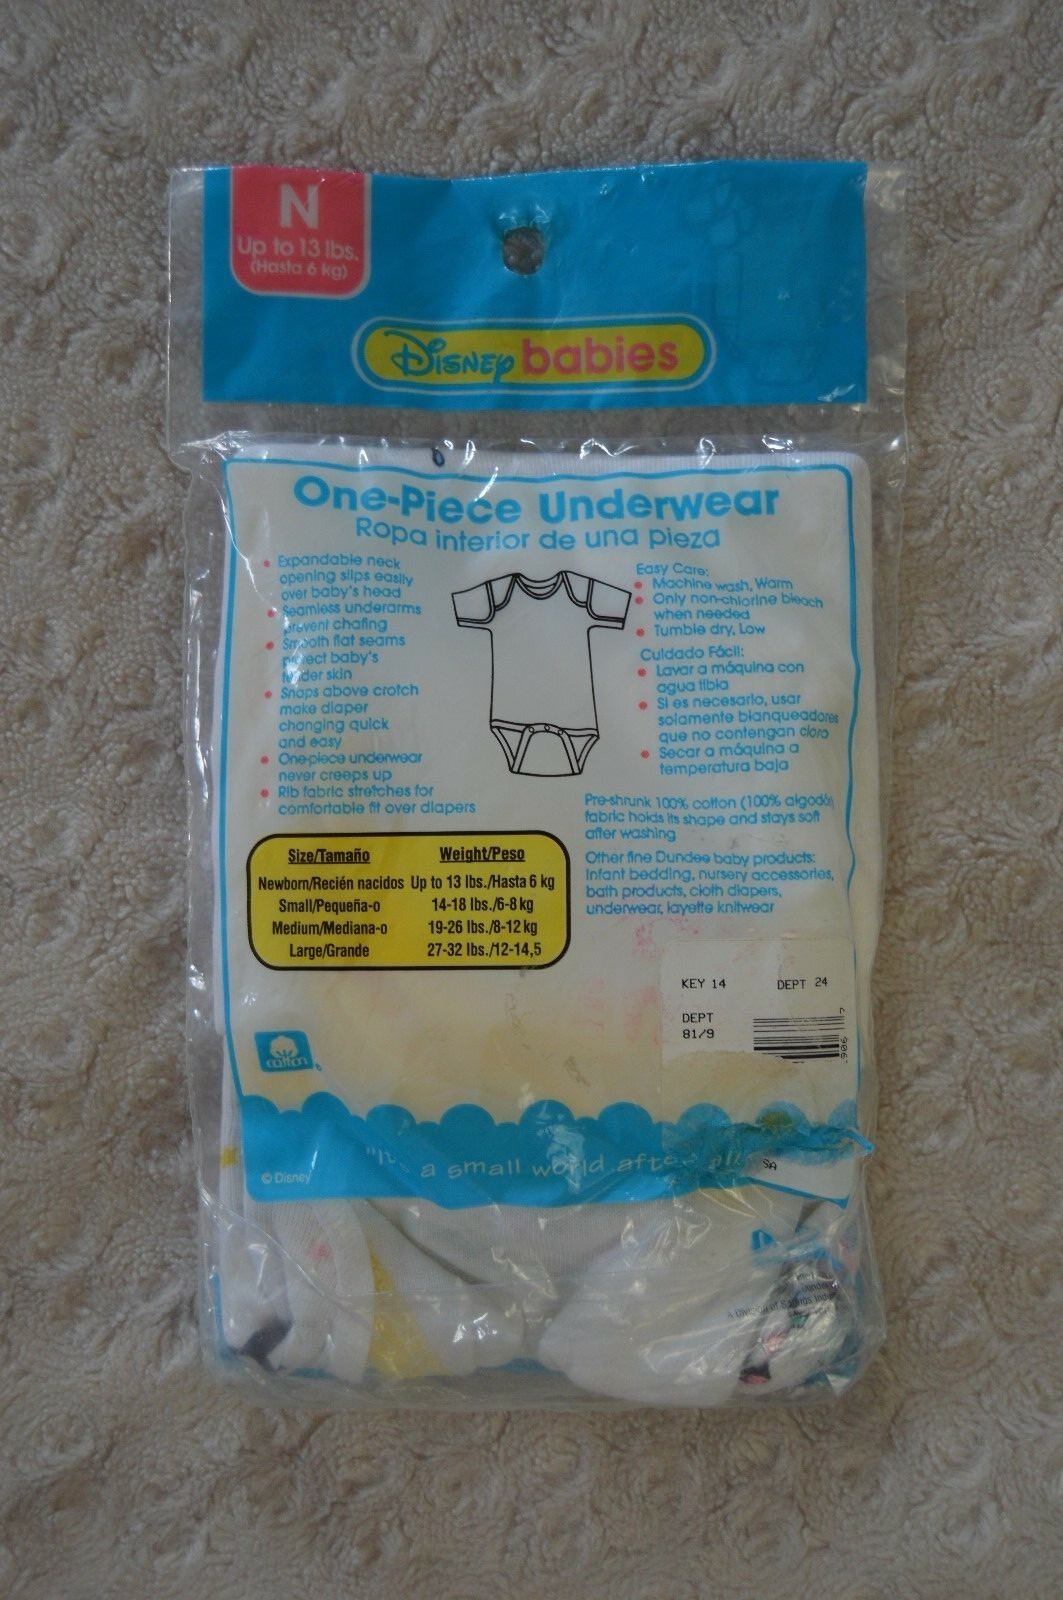 N
Up to 13 lbs.
(Hasta 6 kg)
Disney babies
One-Piece Underwear
Ropa interior de una pieza
• Expandable neck
opening slips easily
over baby's head
• Seamless underarms
prevent chafing
• Smooth flat seams
protect baby's
tender skin
• Snaps above crotch
make diaper
changing quick
and easy
• One-piece underwear
never creeps up
• Rib fabric stretches for
comfortable fit over diapers
Easy Care:
• Machine wash, Warm
• Only non-chlorine bleach
when needed
• Tumble dry, Low
Cuidado Fácil:
• Lavar a máquina con
agua tibia
• Si es necesario, usar
solamente blanqueadores
que no contengan cloro
• Secar a máquina a
temperatura baja
Pre-shrunk 100% cotton (100% algodón)
fabric holds its shape and stays soft
after washing
Other fine Dundee baby products:
Infant bedding, nursery accessories,
bath products, cloth diapers,
underwear, layette knitwear
Size/Tamaño Weight/Peso
Newborn/Recién nacidos Up to 13 lbs./Hasta 6 kg
Small/Pequeña-o 14-18 lbs./6-8 kg
Medium/Mediana-o 19-26 lbs./8-12 kg
Large/Grande 27-32 lbs./12-14,5
KEY 14 DEPT 24
DEPT
81/9
7
906
cotton
"It's a small world after all
SA
© Disney
A Division of Springs